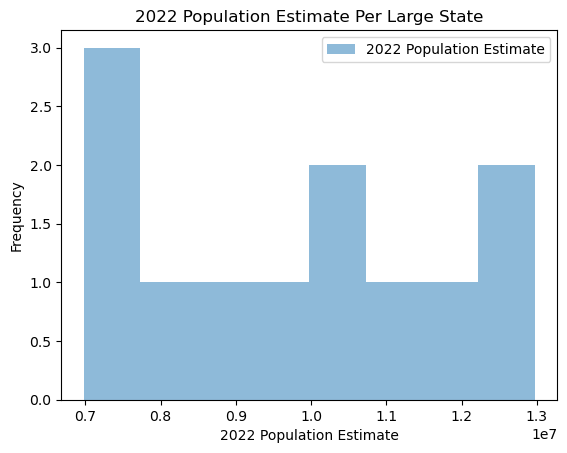 2022 Population Estimate Per Large State
2022 Population Estimate
Frequency
3.0
2.5
2.0
1.5
1.0
0.5
0.0
0.7 0.8 0.9 1.0 1.1 1.2 1.3
1e7
2022 Population Estimate